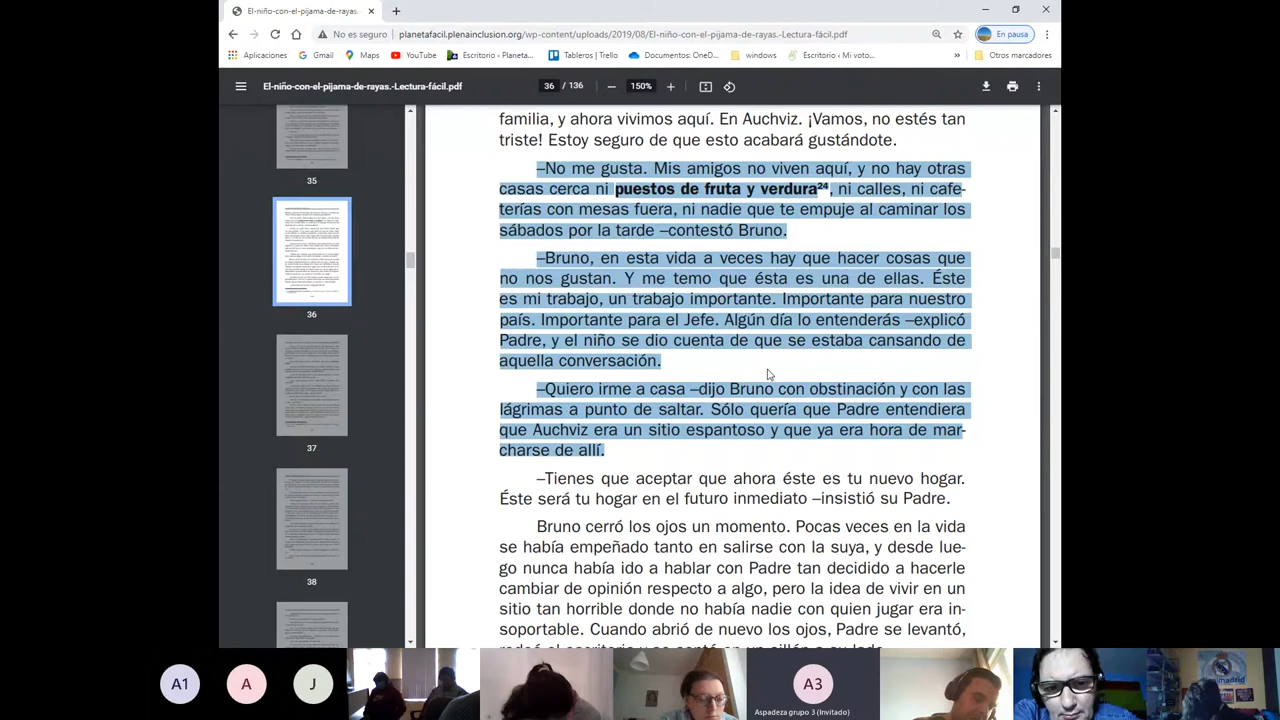 El-niño-con-el-pijama-de-rayas.-
No es seguro
planetafacil.plenainclusion.org/wp-content/uploads/2019/08/El-niño-con-el-pijama-de-rayas.-Lectura-fácil.pdf
En pausa
Aplicaciones
Gmail
Maps
YouTube
Escritorio ‹ Planeta...
Tableros | Trello
Documentos: OneD...
windows
Escritorio ‹ Mi voto...
Otros marcadores
El-niño-con-el-pijama-de-rayas.-Lectura-fácil.pdf
36 / 136
150%
35
36
37
38
familia, ahora vivimos aquí. En Auchviz. ¡Vamos, no estés tan
triste! Estoy seguro de que esto acabará gustándote.
–No me gusta. Mis amigos no viven aquí, y no hay otras
casas cerca ni puestos de fruta y verdura24, ni calles, ni cafe-
terías con mesas fuera, ni nadie que te empuje al caminar los
sábados por la tarde –contestó Bruno.
–Bruno, en esta vida a veces hay que hacer cosas que
no nos gustan, y me temo que ésta es una de ellas. Éste
es mi trabajo, un trabajo importante. Importante para nuestro
país. Importante para el Jefe. Algún día lo entenderás –explicó
Padre, y el niño se dio cuenta de que se estaba cansando de
aquella conversación.
–Quiero irme a casa –dijo Bruno con obstinación y con las
lágrimas a punto de saltar. Sólo quería que Padre entendiera
que Auchviz era un sitio espantoso y que ya era hora de mar-
charse de allí.
–Tienes que aceptar que ahora éste es tu nuevo hogar.
Éste será tu hogar en el futuro inmediato –insistió su Padre.
Bruno cerró los ojos un momento. Pocas veces en la vida
se había empeñado tanto en salirse con la suya, y desde lue-
go nunca había ido a hablar con Padre tan decidido a hacerle
cambiar de opinión respecto a algo, pero la idea de vivir en un
sitio tan horrible donde no había nadie con quien jugar era in-
A1
A
J
A3
Aspadeza grupo 3 (Invitado)